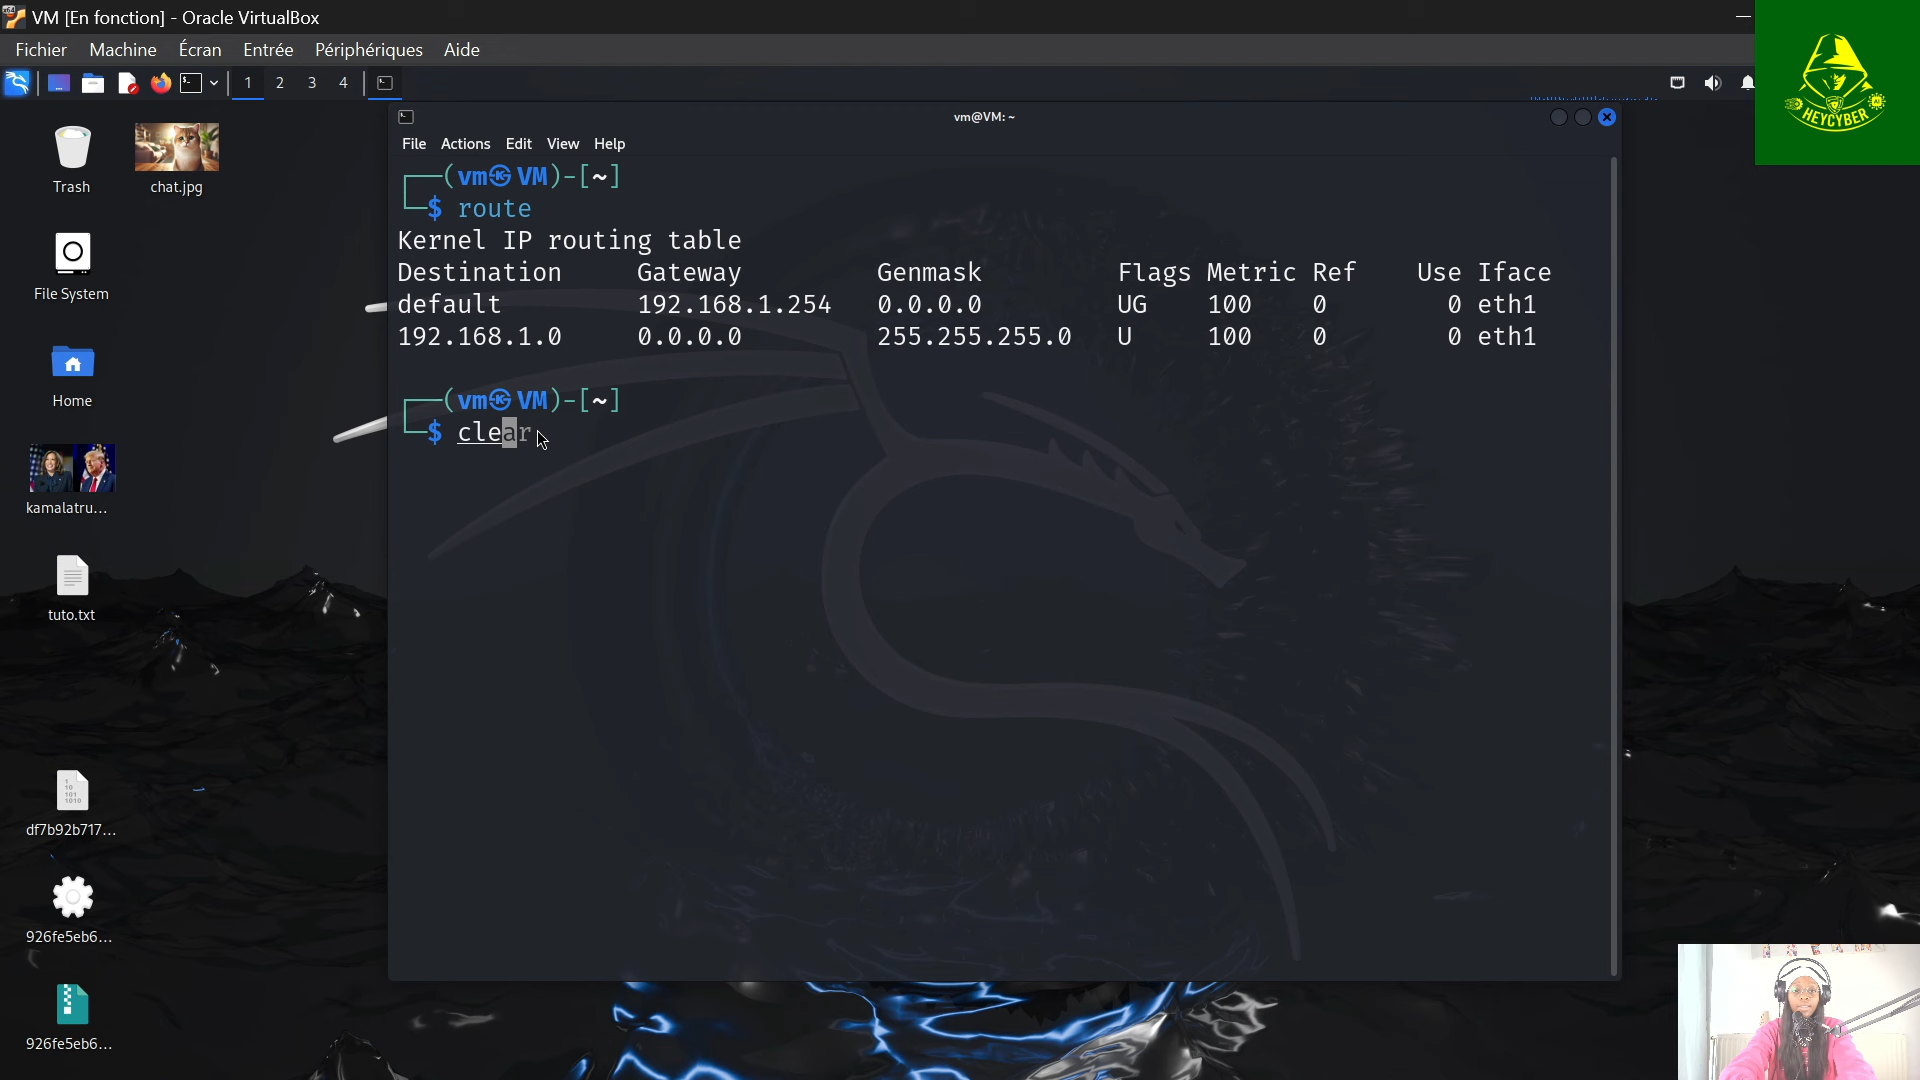 VM [En fonction] - Oracle VirtualBox
Fichier Machine Écran Entrée Périphériques Aide
1 2 3 4
HEYCYBER
vm@VM: ~
File Actions Edit View Help
Trash
chat.jpg
File System
Home
kamalatru...
tuto.txt
df7b92b717...
926fe5eb6...
926fe5eb6...
(vm㉿VM)-[~]
$ route
Kernel IP routing table
Destination Gateway Genmask Flags Metric Ref Use Iface
default 192.168.1.254 0.0.0.0 UG 100 0 0 eth1
192.168.1.0 0.0.0.0 255.255.255.0 U 100 0 0 eth1
(vm㉿VM)-[~]
$ clear